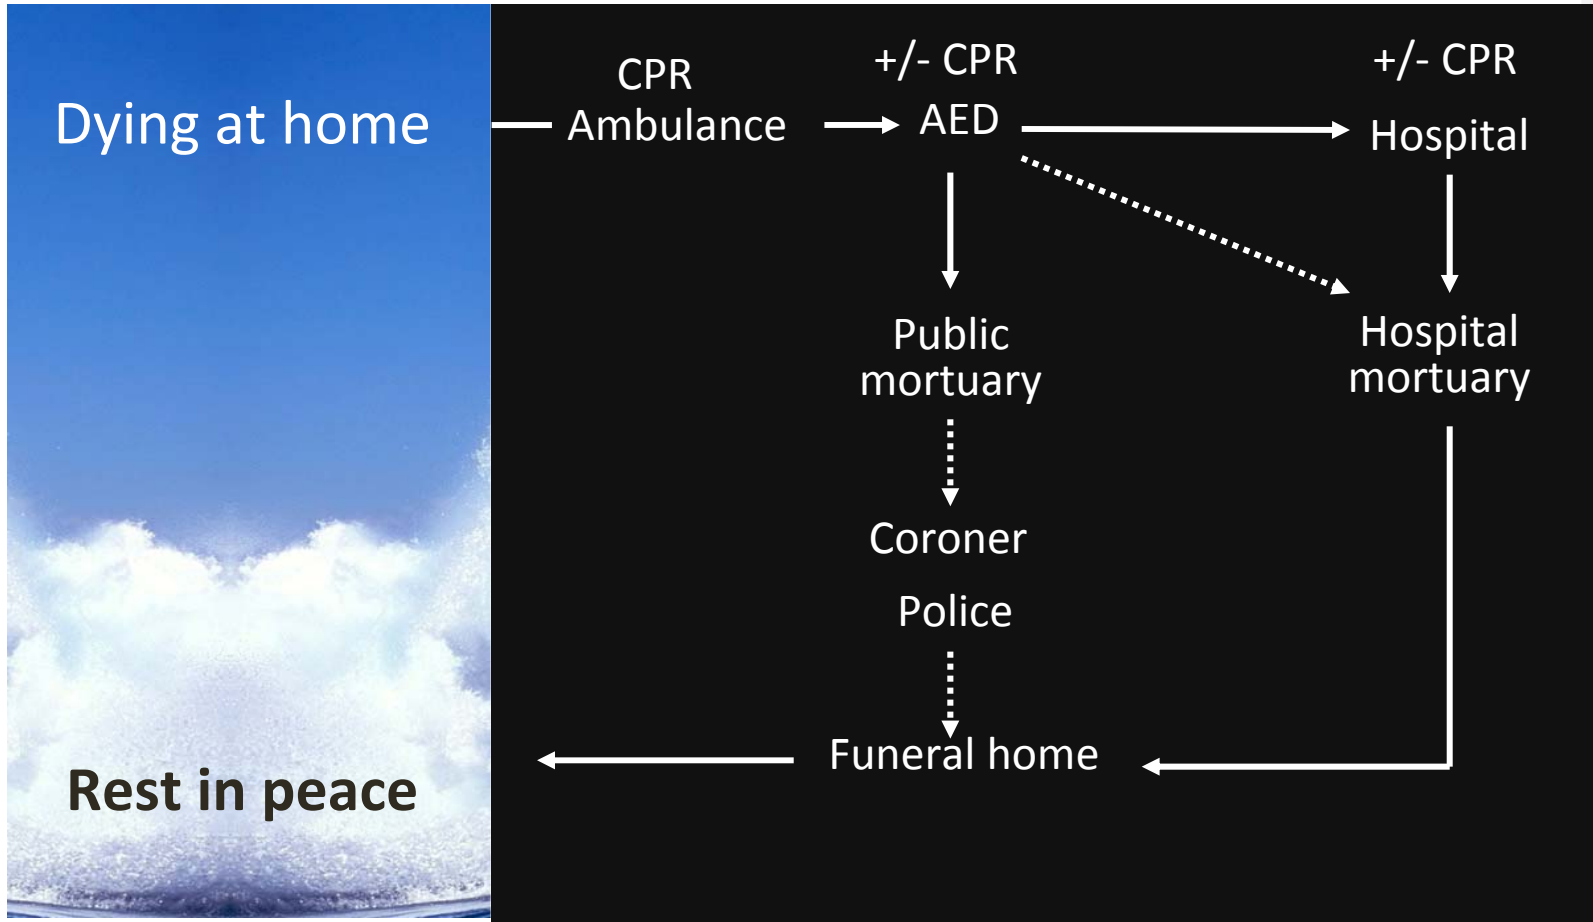 Dying at home
CPR
Ambulance
+/- CPR
AED
+/- CPR
Hospital
Public
mortuary
Hospital
mortuary
Coroner
Police
Funeral home
Rest in peace